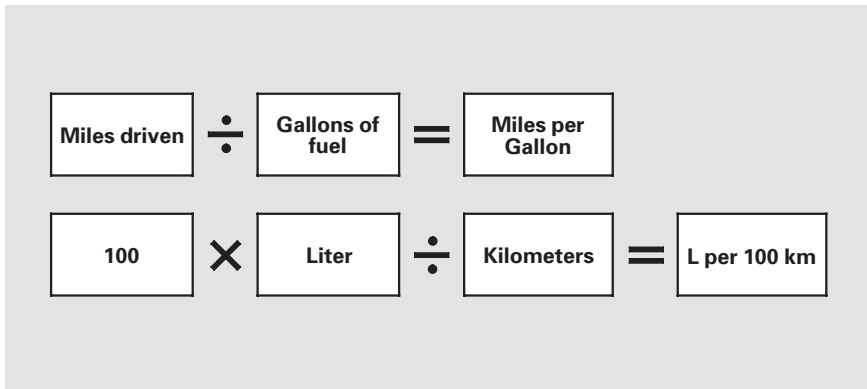 Miles driven ÷ Gallons of
fuel = Miles per
Gallon
100 × Liter ÷ Kilometers = L per 100 km